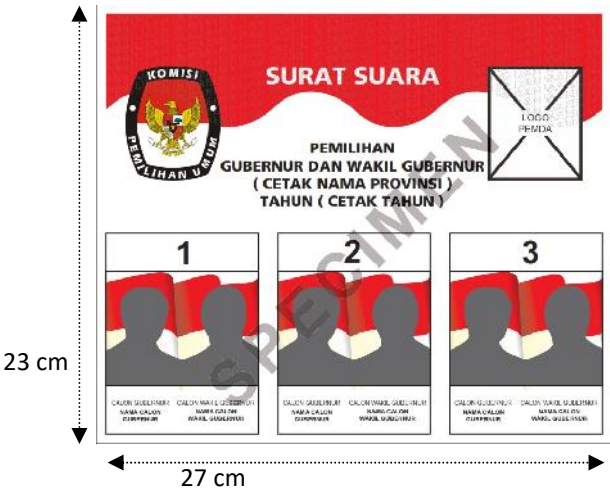 KOMISI
PEMILIHAN UMUM
SURAT SUARA
LOGO
PEMDA
PEMILIHAN
GUBERNUR DAN WAKIL GUBERNUR
( CETAK NAMA PROVINSI )
TAHUN ( CETAK TAHUN )
SPECIMEN
1
2
3
23 cm
CALON GUBERNUR CALON WAKIL GUBERNUR
NAMA CALON NAMA CALON
GUBERNUR WAKIL GUBERNUR
CALON GUBERNUR CALON WAKIL GUBERNUR
NAMA CALON NAMA CALON
GUBERNUR WAKIL GUBERNUR
CALON GUBERNUR CALON WAKIL GUBERNUR
NAMA CALON NAMA CALON
GUBERNUR WAKIL GUBERNUR
27 cm